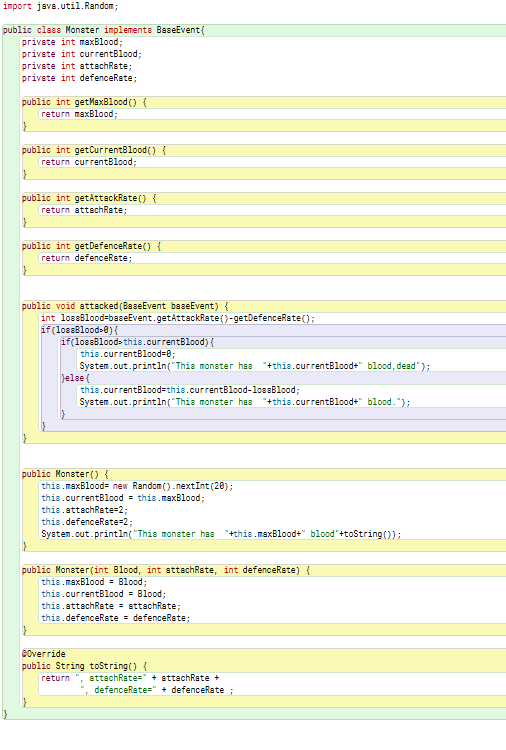 import java.util.Random;
public class Monster implements BaseEvent{
private int maxBlood;
private int currentBlood;
private int attachRate;
private int defenceRate;
public int getMaxBlood() {
return maxBlood;
}
public int getCurrentBlood() {
return currentBlood;
}
public int getAttackRate() {
return attachRate;
}
public int getDefenceRate() {
return defenceRate;
}
public void attacked(BaseEvent baseEvent) {
int lossBlood=baseEvent.getAttackRate()-getDefenceRate();
if(lossBlood>0){
if(lossBlood>this.currentBlood){
this.currentBlood=0;
System.out.println("This monster has  "+this.currentBlood+" blood,dead");
}else{
this.currentBlood=this.currentBlood-lossBlood;
System.out.println("This monster has  "+this.currentBlood+" blood.");
}
}
}
public Monster() {
this.maxBlood= new Random().nextInt(20);
this.currentBlood = this.maxBlood;
this.attachRate=2;
this.defenceRate=2;
System.out.println("This monster has  "+this.maxBlood+" blood"+toString());
}
public Monster(int Blood, int attachRate, int defenceRate) {
this.maxBlood = Blood;
this.currentBlood = Blood;
this.attachRate = attachRate;
this.defenceRate = defenceRate;
}
@Override
public String toString() {
return ", attachRate=" + attachRate +
", defenceRate=" + defenceRate ;
}
}